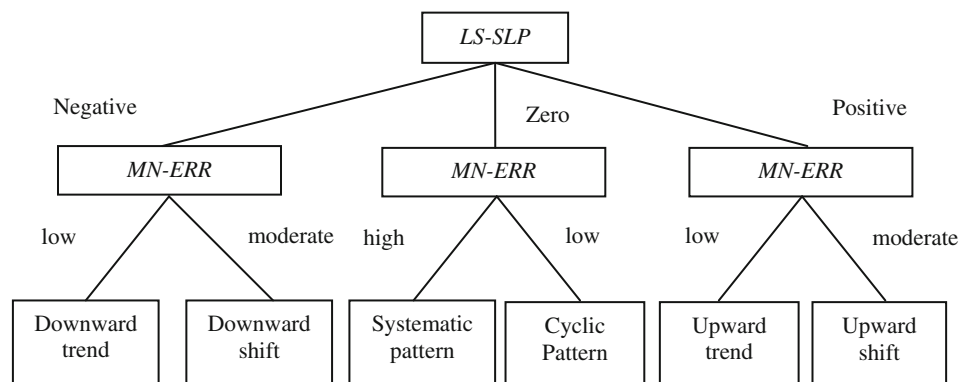 LS-SLP
Negative
Zero
Positive
MN-ERR
MN-ERR
MN-ERR
low
moderate
high
low
low
moderate
Downward
trend
Downward
shift
Systematic
pattern
Cyclic
Pattern
Upward
trend
Upward
shift